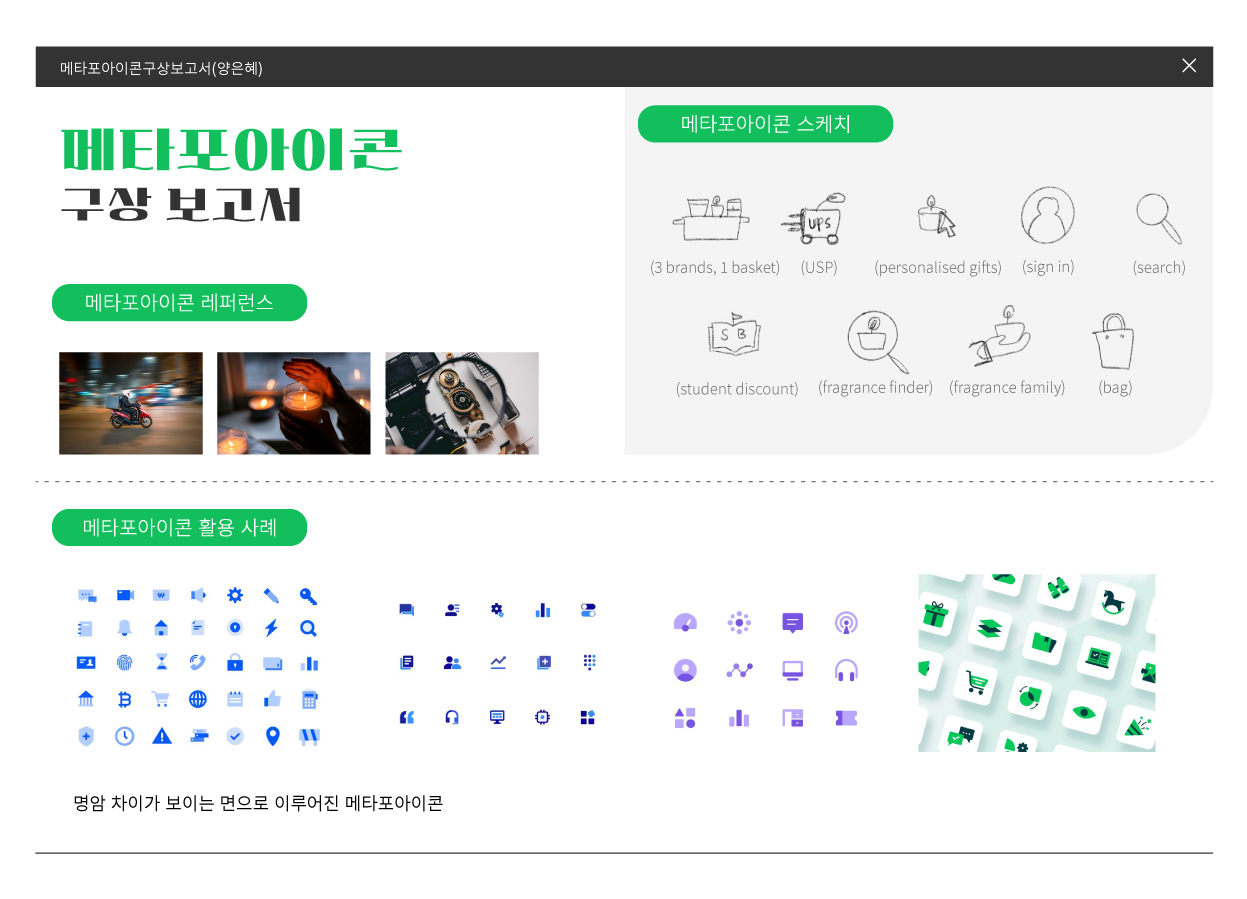 메타포아이콘구상보고서(양은혜)
메타포아이콘
구상 보고서
메타포아이콘 레퍼런스
메타포아이콘 스케치
UPS
(3 brands, 1 basket) (USP) (personalised gifts) (sign in) (search)
S B
(student discount) (fragrance finder) (fragrance family) (bag)
메타포아이콘 활용 사례
명암 차이가 보이는 면으로 이루어진 메타포아이콘